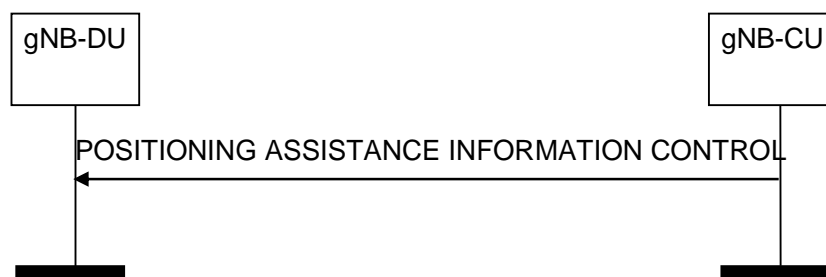 gNB-DU
gNB-CU
POSITIONING ASSISTANCE INFORMATION CONTROL